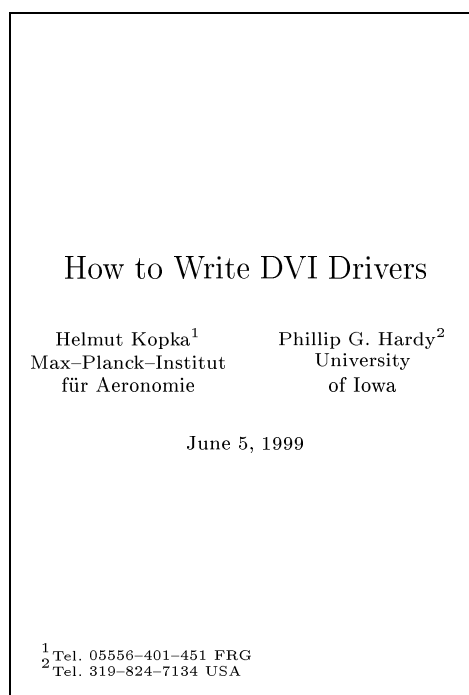 How to Write DVI Drivers
Helmut Kopka¹
Max–Planck–Institut
für Aeronomie
Phillip G. Hardy²
University
of Iowa
June 5, 1999
¹Tel. 05556–401–451 FRG
²Tel. 319–824–7134 USA